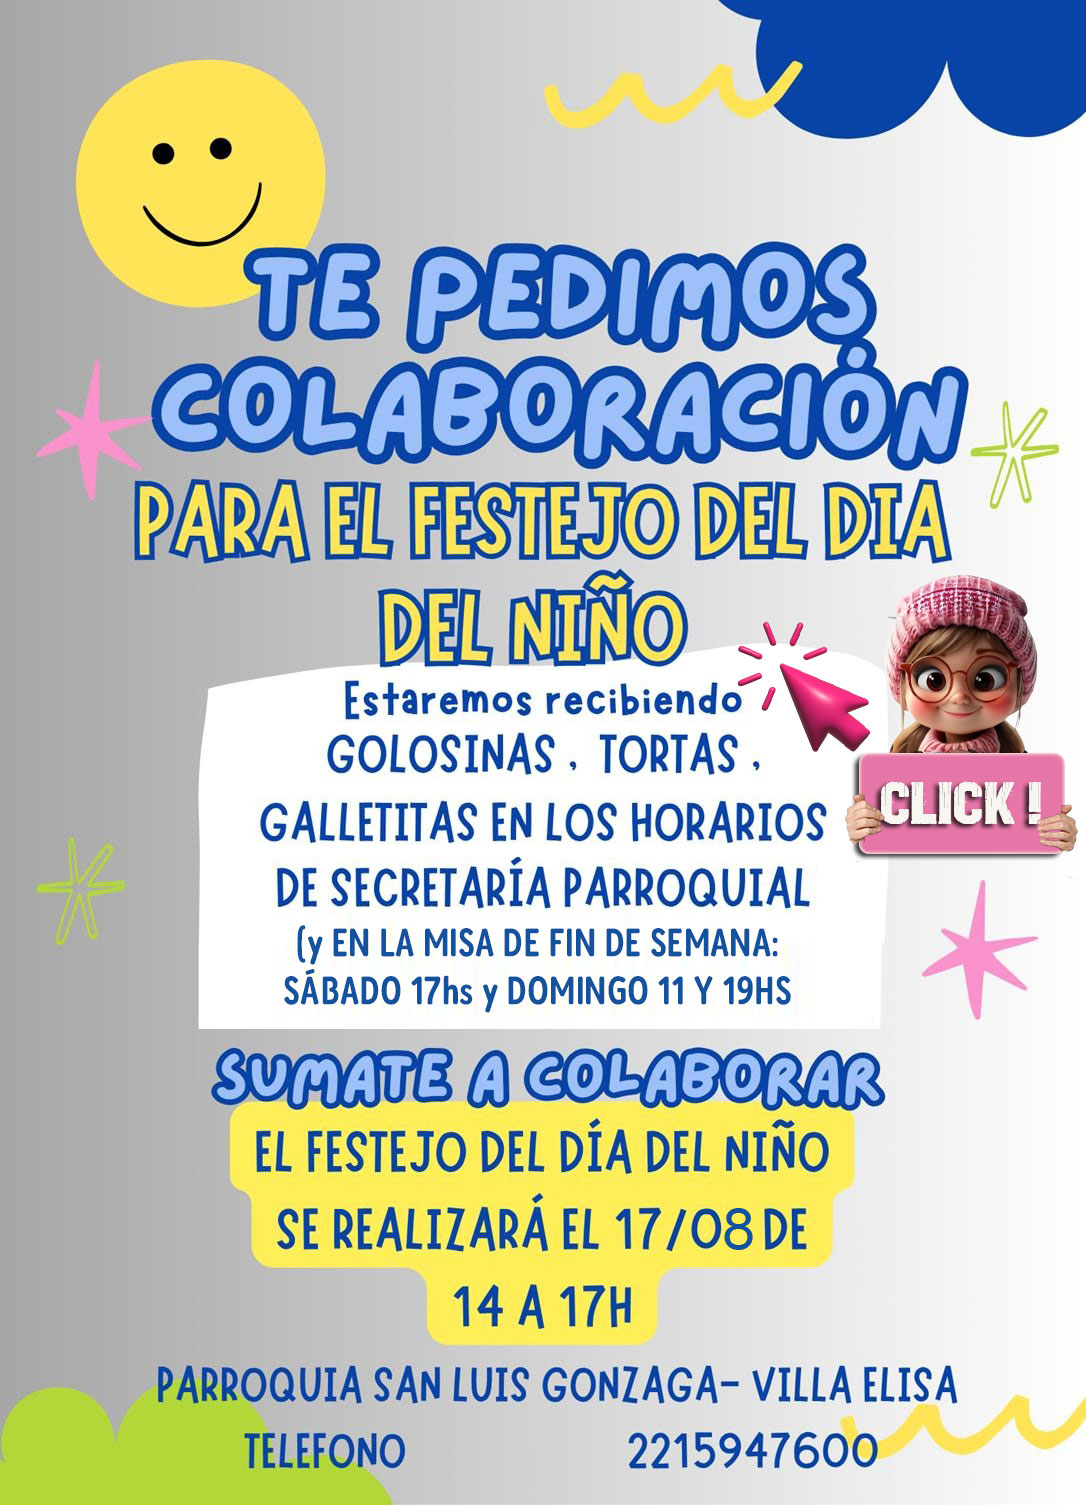 TE PEDIMOS
COLABORACIÓN
PARA EL FESTEJO DEL DIA
DEL NIÑO
Estaremos recibiendo
GOLOSINAS , TORTAS ,
GALLETITAS EN LOS HORARIOS
DE SECRETARÍA PARROQUIAL
(y EN LA MISA DE FIN DE SEMANA:
SÁBADO 17hs y DOMINGO 11 Y 19HS
CLICK !
SUMATE A COLABORAR
EL FESTEJO DEL DÍA DEL NIÑO
SE REALIZARÁ EL 17/08 DE
14 A 17H
PARROQUIA SAN LUIS GONZAGA- VILLA ELISA
TELEFONO 2215947600